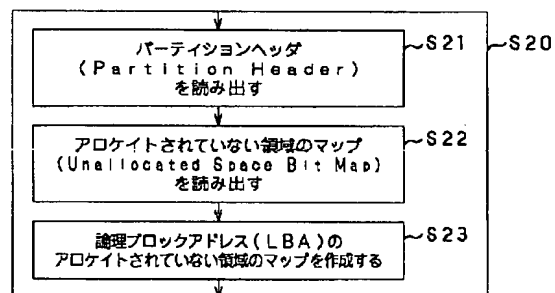 パーティションヘッダ
(Partition Header)
を読み出す
S21
S20
アロケイトされていない領域のマップ
(Unallocated Space Bit Map)
を読み出す
S22
論理ブロックアドレス(LBA)の
アロケイトされていない領域のマップを作成する
S23